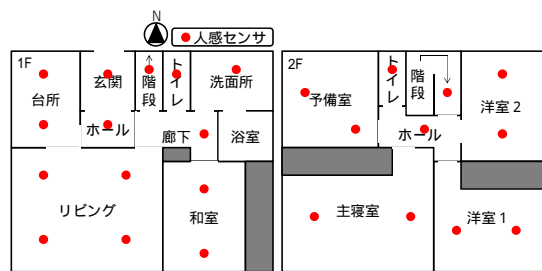 N
人感センサ
1F
台所
玄関
階段
トイレ
洗面所
ホール
廊下
浴室
リビング
和室
2F
予備室
トイレ
階段
洋室2
ホール
主寝室
洋室1